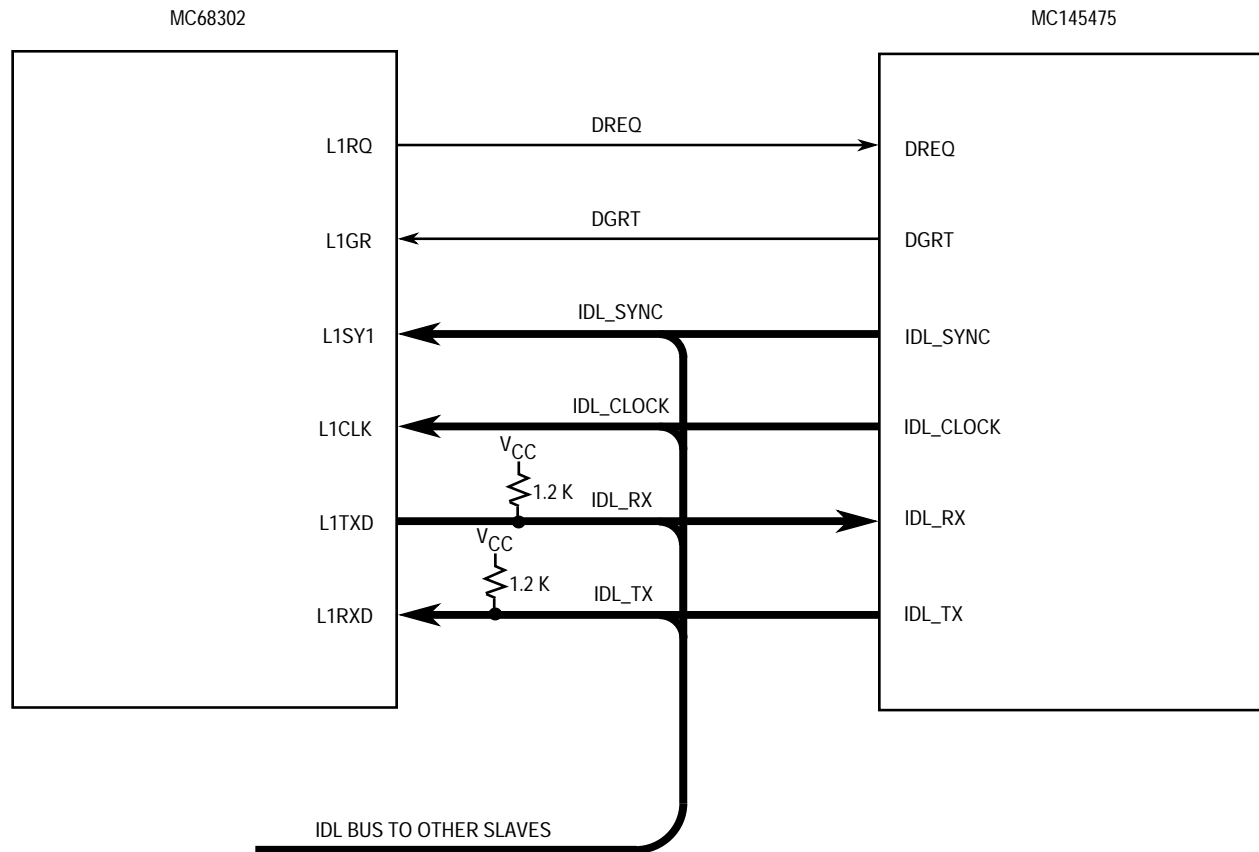 MC68302
MC145475
L1RQ
DREQ
DREQ
L1GR
DGRT
DGRT
L1SY1
IDL_SYNC
IDL_SYNC
L1CLK
IDL_CLOCK
IDL_CLOCK
VCC
1.2 K
L1TXD
IDL_RX
IDL_RX
VCC
1.2 K
L1RXD
IDL_TX
IDL_TX
IDL BUS TO OTHER SLAVES